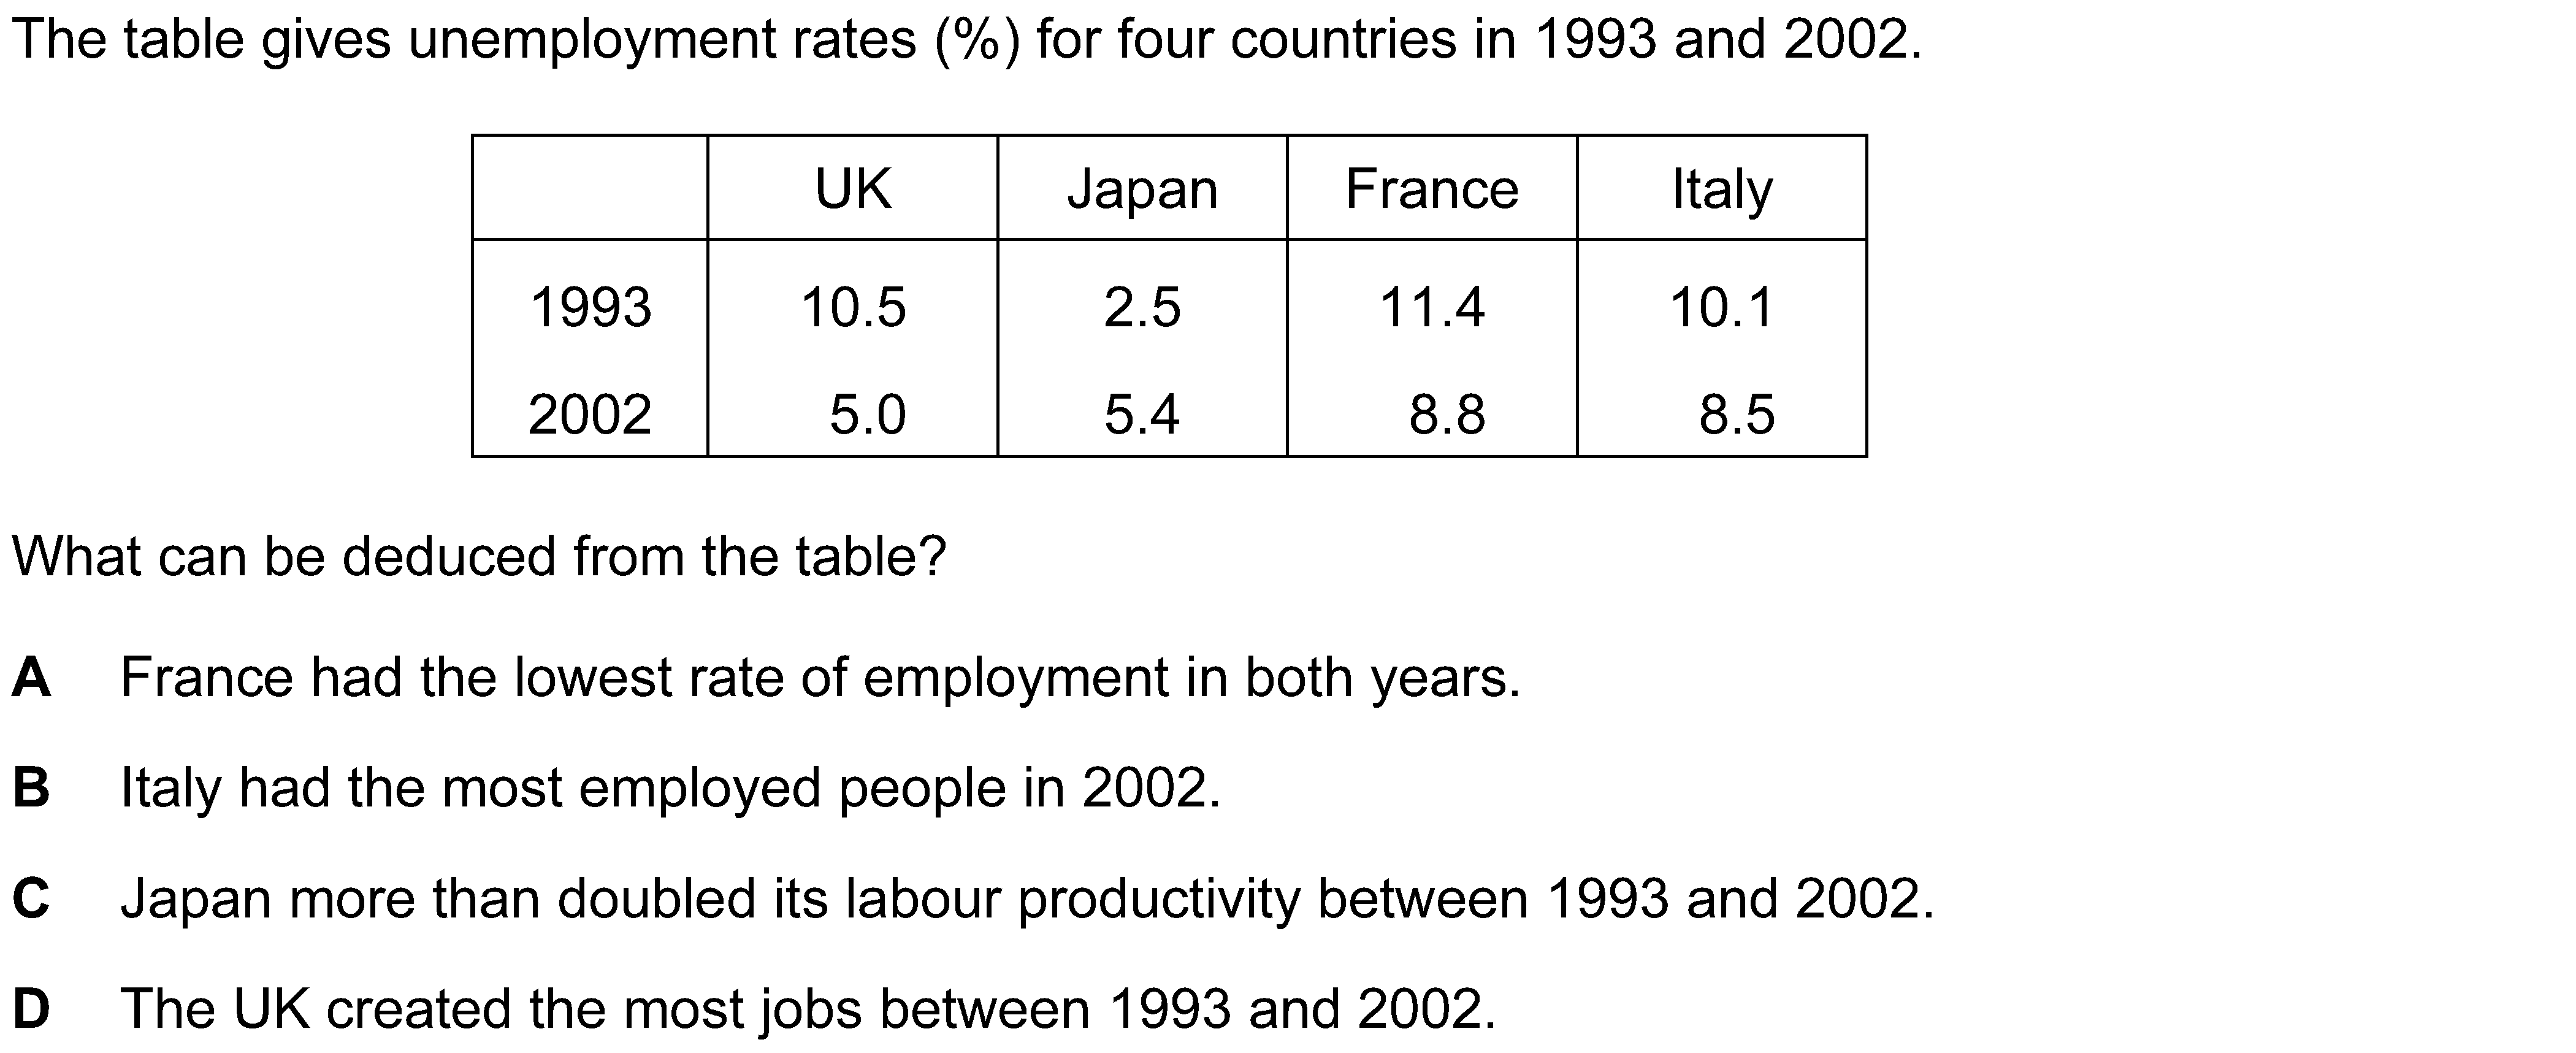 The table gives unemployment rates (%) for four countries in 1993 and 2002.
UK Japan France Italy
1993 10.5 2.5 11.4 10.1
2002 5.0 5.4 8.8 8.5
What can be deduced from the table?
A France had the lowest rate of employment in both years.
B Italy had the most employed people in 2002.
C Japan more than doubled its labour productivity between 1993 and 2002.
D The UK created the most jobs between 1993 and 2002.